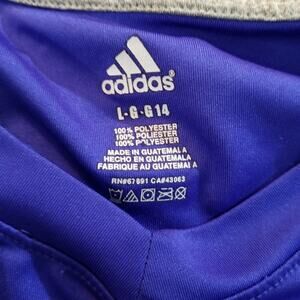 adidas®
L-G-G14
100% POLYESTER
100% POLYESTER
100% POLYESTER
MADE IN GUATEMALA
HECHO EN GUATEMALA
FABRIQUE AU GUATEMALA
RN#67891 CA#43063